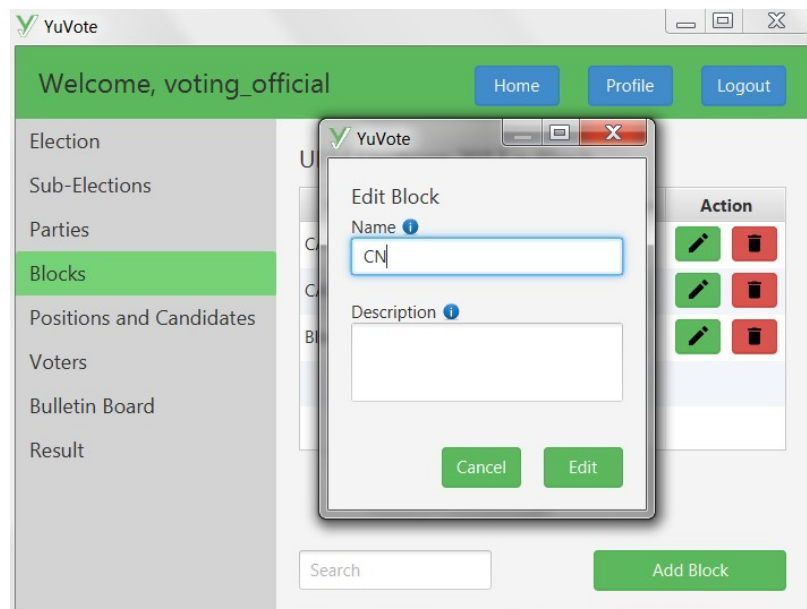 YuVote
Welcome, voting_official
Home
Profile
Logout
Election
Sub-Elections
Parties
Blocks
Positions and Candidates
Voters
Bulletin Board
Result
Action
YuVote
Edit Block
Name
CN
Description
Cancel
Edit
Search
Add Block